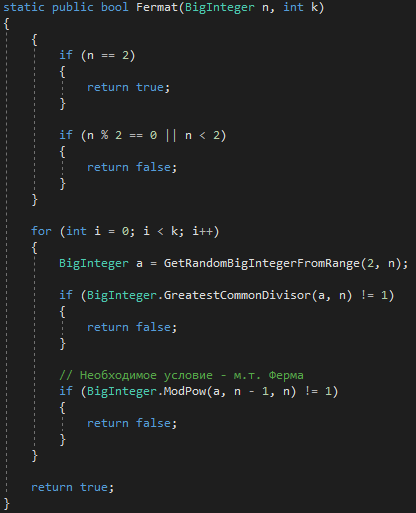 static public bool Fermat(BigInteger n, int k)
{
    {
        if (n == 2)
        {
            return true;
        }

        if (n % 2 == 0 || n < 2)
        {
            return false;
        }
    }

    for (int i = 0; i < k; i++)
    {
        BigInteger a = GetRandomBigIntegerFromRange(2, n);

        if (BigInteger.GreatestCommonDivisor(a, n) != 1)
        {
            return false;
        }

        // Необходимое условие - м.т. Ферма
        if (BigInteger.ModPow(a, n - 1, n) != 1)
        {
            return false;
        }
    }

    return true;
}